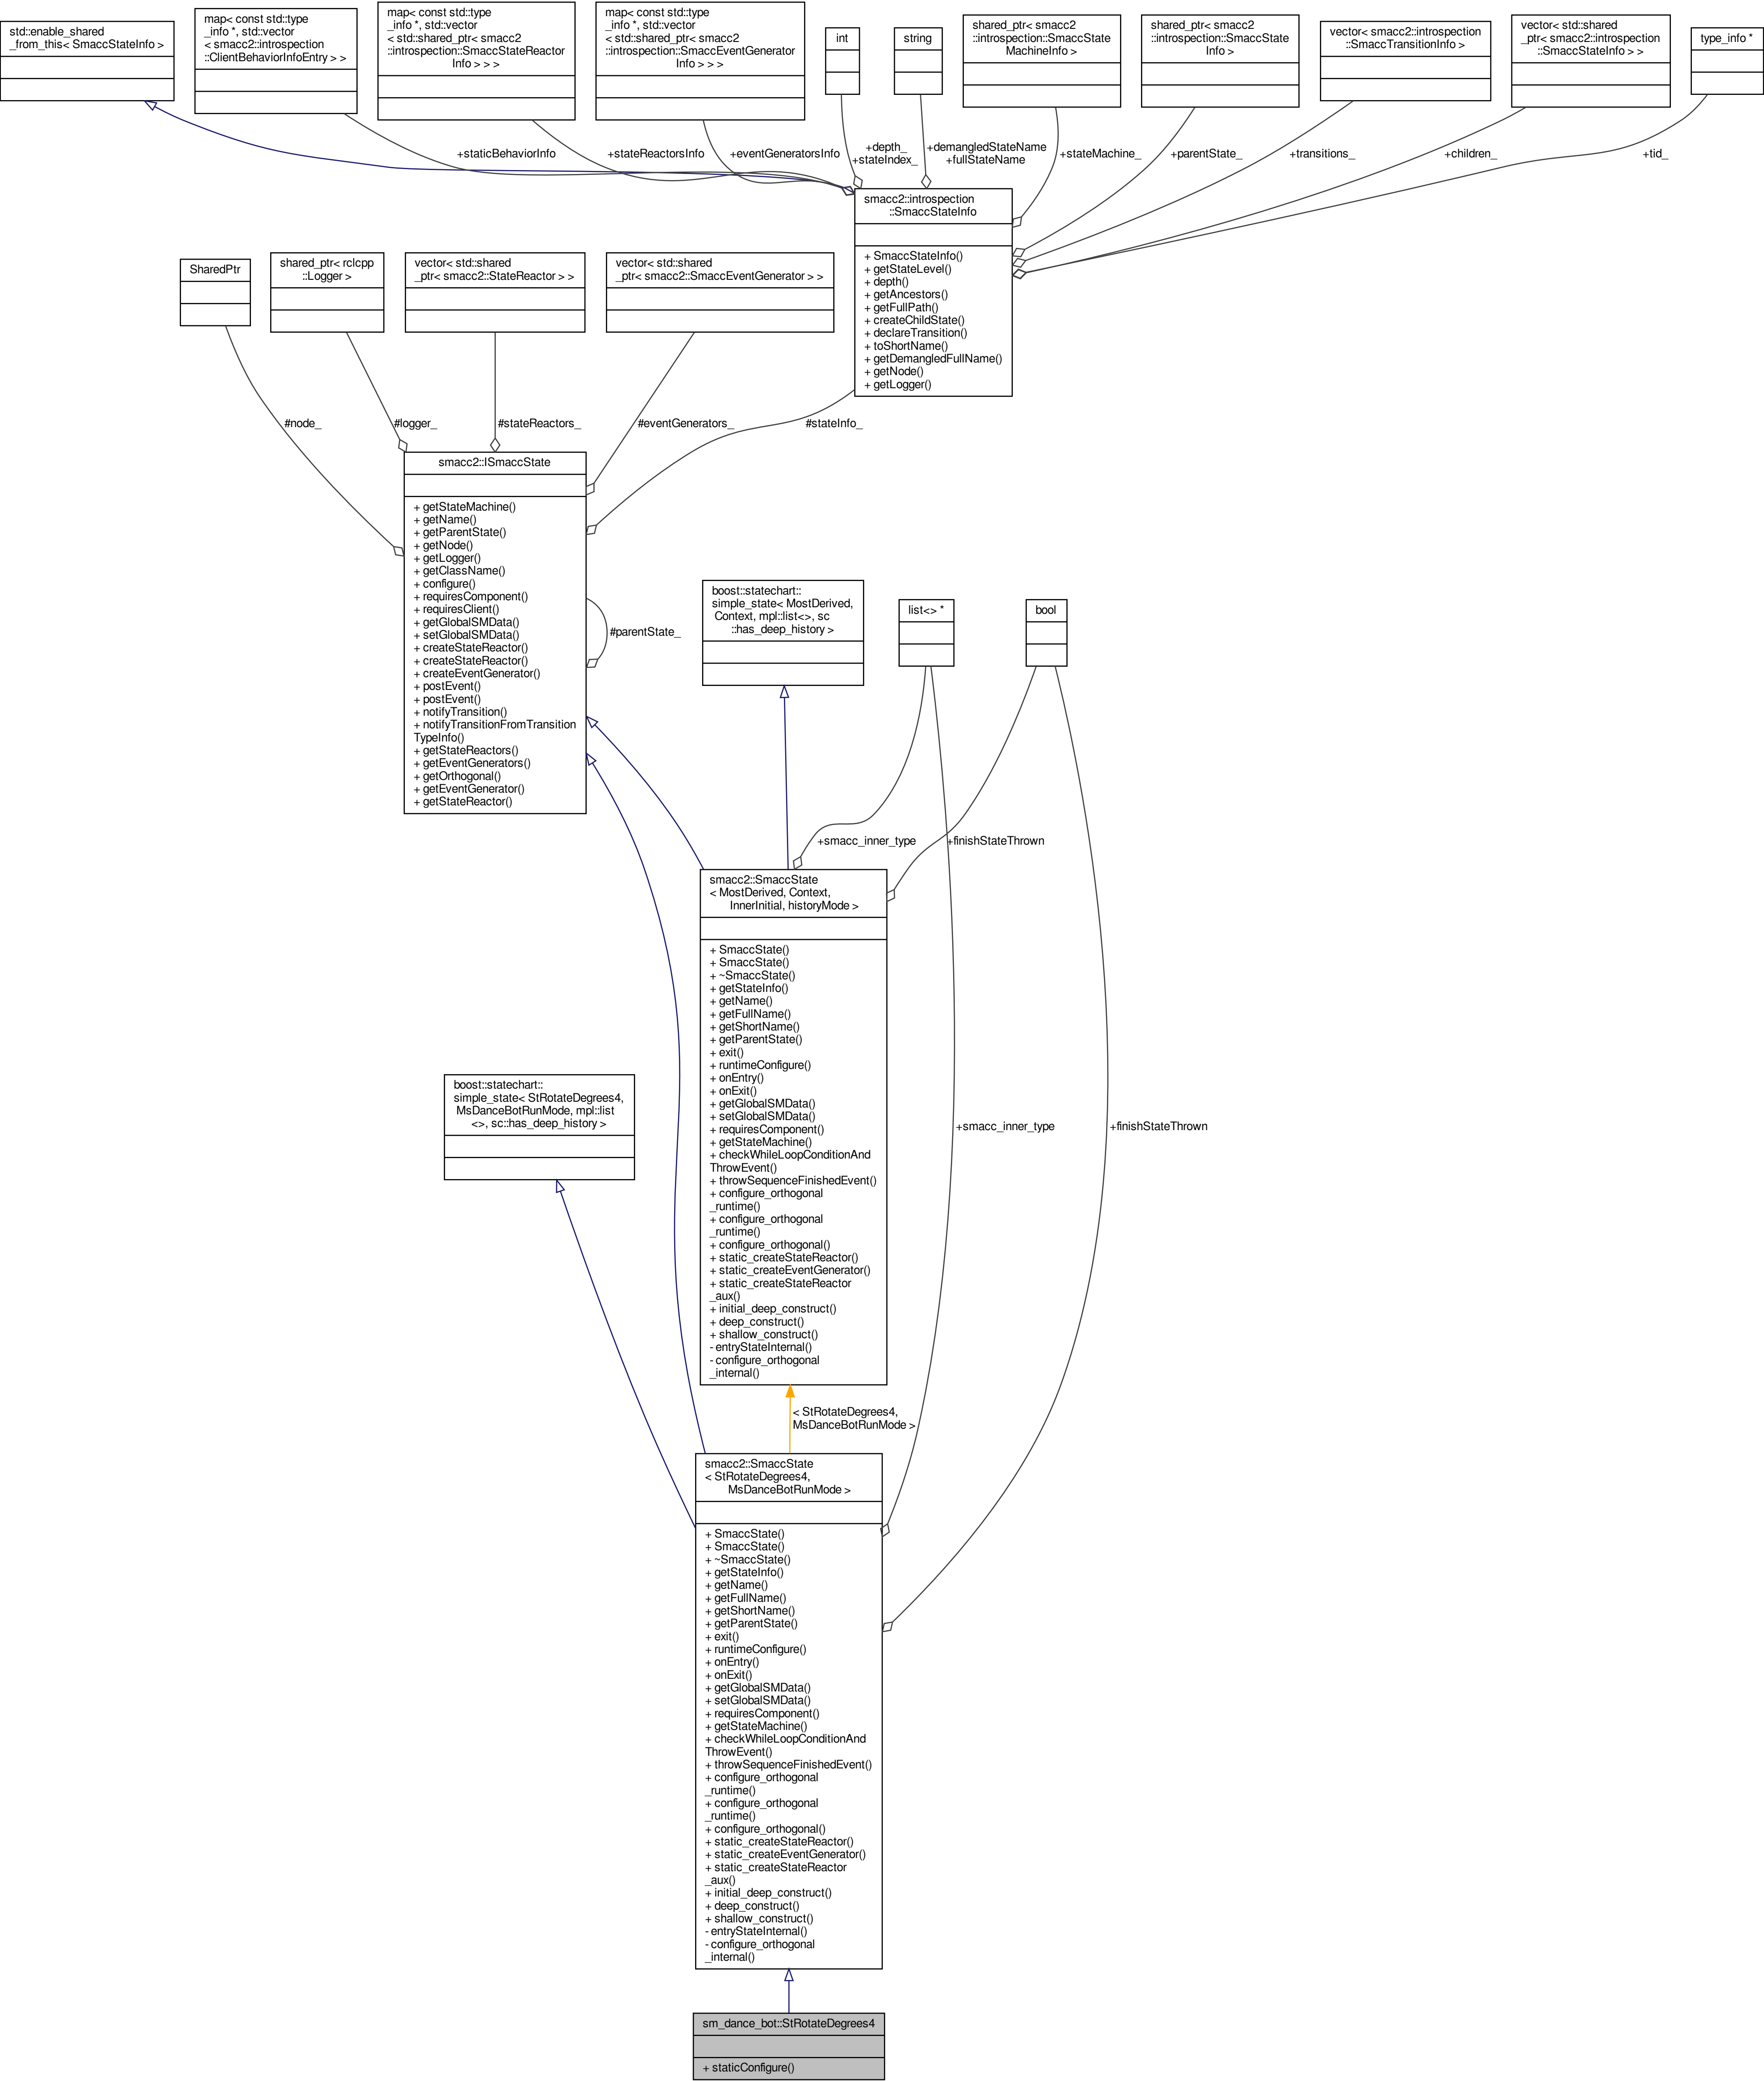 std::enable_shared
_from_this< SmaccStateInfo >
map< const std::type
_info *, std::vector
< smacc2::introspection
::ClientBehaviorInfoEntry > >
map< const std::type
_info *, std::vector
< std::shared_ptr< smacc2
::introspection::SmaccStateReactor
Info > > >
map< const std::type
_info *, std::vector
< std::shared_ptr< smacc2
::introspection::SmaccEventGenerator
Info > > >
int
string
shared_ptr< smacc2
::introspection::SmaccState
MachineInfo >
shared_ptr< smacc2
::introspection::SmaccState
Info >
vector< smacc2::introspection
::SmaccTransitionInfo >
vector< std::shared
_ptr< smacc2::introspection
::SmaccStateInfo > >
type_info *
+staticBehaviorInfo
+stateReactorsInfo
+eventGeneratorsInfo
+depth_
+stateIndex_
+demangledStateName
+fullStateName
+stateMachine_
+parentState_
+transitions_
+children_
+tid_
smacc2::introspection
::SmaccStateInfo
+ SmaccStateInfo()
+ getStateLevel()
+ depth()
+ getAncestors()
+ getFullPath()
+ createChildState()
+ declareTransition()
+ toShortName()
+ getDemangledFullName()
+ getNode()
+ getLogger()
SharedPtr
shared_ptr< rclcpp
::Logger >
vector< std::shared
_ptr< smacc2::StateReactor > >
vector< std::shared
_ptr< smacc2::SmaccEventGenerator > >
#node_
#logger_
#stateReactors_
#eventGenerators_
#stateInfo_
smacc2::ISmaccState
+ getStateMachine()
+ getName()
+ getParentState()
+ getNode()
+ getLogger()
+ getClassName()
+ configure()
+ requiresComponent()
+ requiresClient()
+ getGlobalSMData()
+ setGlobalSMData()
+ createStateReactor()
+ createStateReactor()
+ createEventGenerator()
+ postEvent()
+ postEvent()
+ notifyTransition()
+ notifyTransitionFromTransition
TypeInfo()
+ getStateReactors()
+ getEventGenerators()
+ getOrthogonal()
+ getEventGenerator()
+ getStateReactor()
#parentState_
boost::statechart::
simple_state< MostDerived,
Context, mpl::list<>, sc
::has_deep_history >
list<> *
bool
+smacc_inner_type
+finishStateThrown
smacc2::SmaccState
< MostDerived, Context,
InnerInitial, historyMode >
+ SmaccState()
+ SmaccState()
+ ~SmaccState()
+ getStateInfo()
+ getName()
+ getFullName()
+ getShortName()
+ getParentState()
+ exit()
+ runtimeConfigure()
+ onEntry()
+ onExit()
+ getGlobalSMData()
+ setGlobalSMData()
+ requiresComponent()
+ getStateMachine()
+ checkWhileLoopConditionAnd
ThrowEvent()
+ throwSequenceFinishedEvent()
+ configure_orthogonal
_runtime()
+ configure_orthogonal
_runtime()
+ configure_orthogonal()
+ static_createStateReactor()
+ static_createEventGenerator()
+ static_createStateReactor
_aux()
+ initial_deep_construct()
+ deep_construct()
+ shallow_construct()
- entryStateInternal()
- configure_orthogonal
_internal()
boost::statechart::
simple_state< StRotateDegrees4,
MsDanceBotRunMode, mpl::list
<>, sc::has_deep_history >
+smacc_inner_type
+finishStateThrown
< StRotateDegrees4,
MsDanceBotRunMode >
smacc2::SmaccState
< StRotateDegrees4,
MsDanceBotRunMode >
+ SmaccState()
+ SmaccState()
+ ~SmaccState()
+ getStateInfo()
+ getName()
+ getFullName()
+ getShortName()
+ getParentState()
+ exit()
+ runtimeConfigure()
+ onEntry()
+ onExit()
+ getGlobalSMData()
+ setGlobalSMData()
+ requiresComponent()
+ getStateMachine()
+ checkWhileLoopConditionAnd
ThrowEvent()
+ throwSequenceFinishedEvent()
+ configure_orthogonal
_runtime()
+ configure_orthogonal
_runtime()
+ configure_orthogonal()
+ static_createStateReactor()
+ static_createEventGenerator()
+ static_createStateReactor
_aux()
+ initial_deep_construct()
+ deep_construct()
+ shallow_construct()
- entryStateInternal()
- configure_orthogonal
_internal()
sm_dance_bot::StRotateDegrees4
+ staticConfigure()